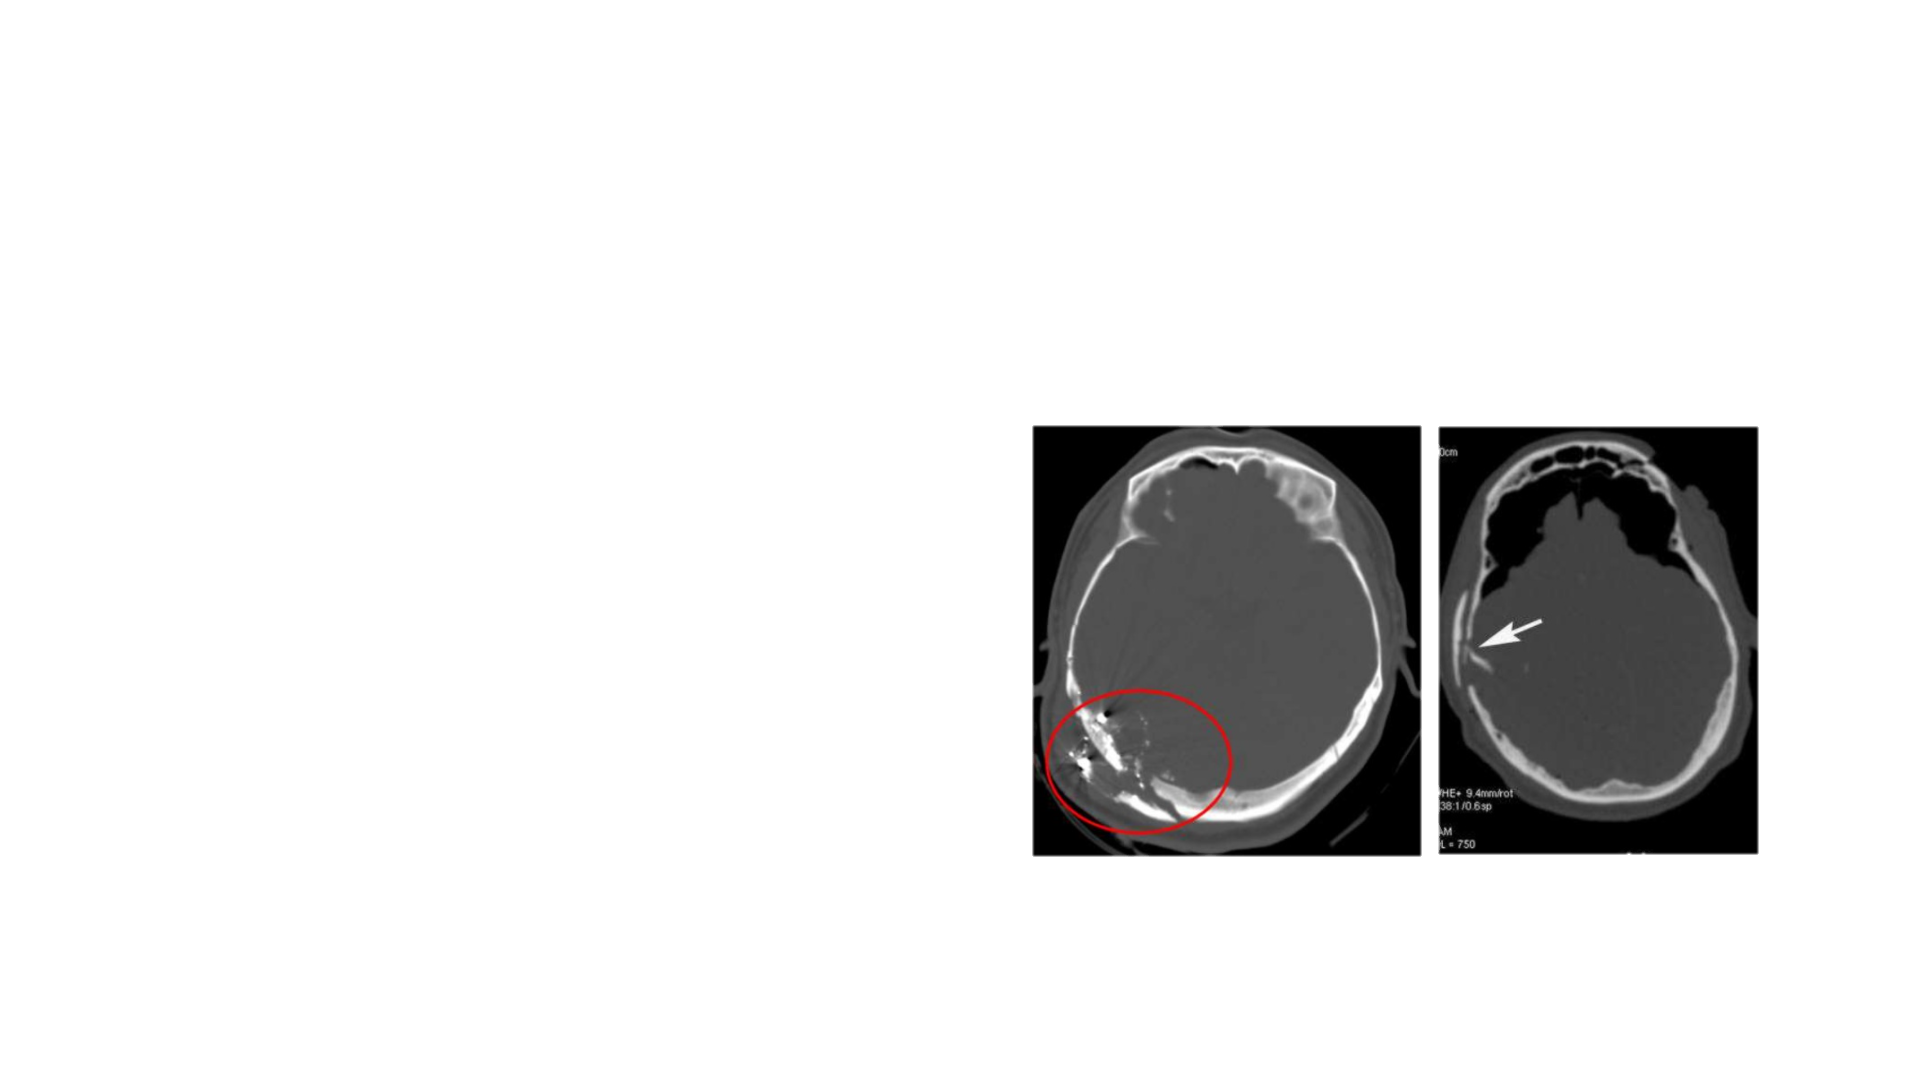 0cm
/HE+ 9.4mm/rot
38:1/0.6sp
AM
L = 750